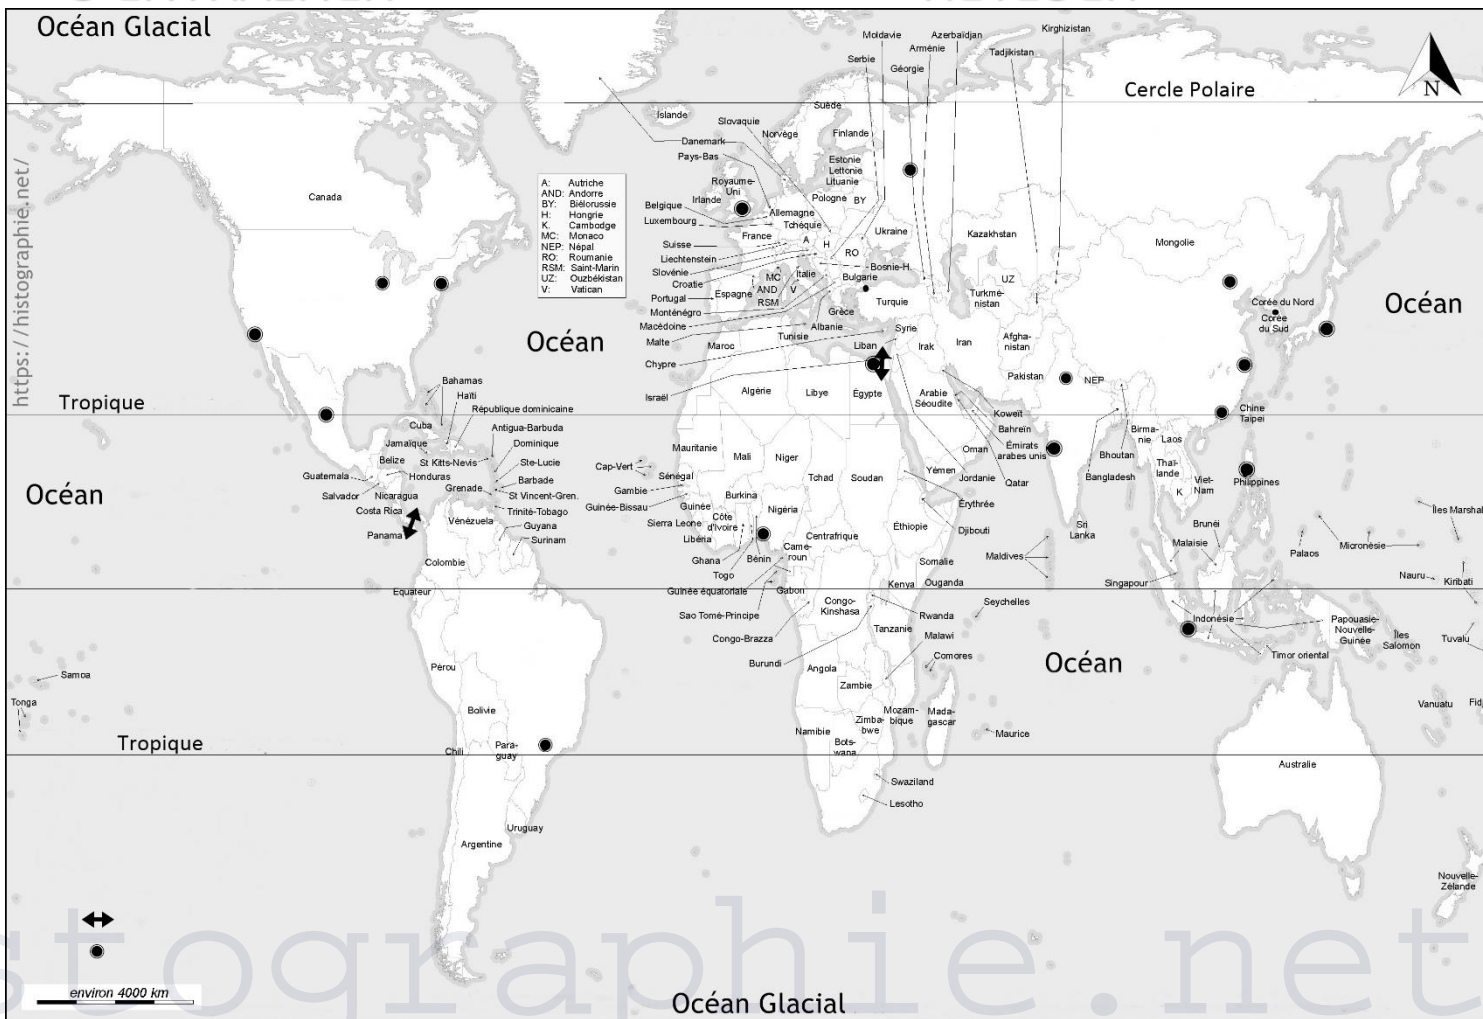 Océan Glacial
Moldavie
Azerbaïdjan
Kirghizistan
Arménie
Tadjikistan
Serbie
Géorgie
Cercle Polaire
N
https://histographie.net/
Islande
Suède
Slovaquie
Norvège
Finlande
Danemark
Pays-Bas
Estonie
Lettonie
Lituanie
Royaume-
Uni
Irlande
Pologne
BY
Canada
A: Autriche
AND: Andorre
BY: Biélorussie
H: Hongrie
K. Cambodge
MC: Monaco
NEP: Népal
RO: Roumanie
RSM: Saint-Marin
UZ: Ouzbékistan
V: Vatican
Belgique
Luxembourg
Allemagne
Tchéquie
France
A
H
RO
Ukraine
Kazakhstan
Mongolie
Suisse
Liechtenstein
Slovénie
Croatie
Bosnie-H.
Bulgarie
Italie
MC
AND
RSM
V
Portugal
Espagne
Monténégro
Macédoine
Malte
Grèce
Albanie
Turquie
UZ
Turkmé-
nistan
Corée du Nord
Corée
du Sud
Océan
Océan
Tunisie
Maroc
Chypre
Syrie
Liban
Irak
Iran
Afgha-
nistan
Pakistan
NEP
Israël
Algérie
Libye
Égypte
Arabie
Séoudite
Koweït
Bahreïn
Émirats
arabes unis
Oman
Yémen
Jordanie
Qatar
Bangladesh
Bhoutan
Birma-
nie
Laos
Chine
Taipei
Thaï-
lande
Viet-
Nam
K
Philippines
Tropique
Bahamas
Haïti
République dominicaine
Cuba
Antigua-Barbuda
Jamaïque
Dominique
Belize
St Kitts-Nevis
Ste-Lucie
Guatemala
Honduras
Barbade
Salvador
Grenade
St Vincent-Gren.
Nicaragua
Trinité-Tobago
Costa Rica
Vénézuela
Guyana
Panama
Surinam
Colombie
Equateur
Océan
Mauritanie
Mali
Niger
Cap-Vert
Sénégal
Tchad
Soudan
Gambie
Guinée-Bissau
Burkina
Guinée
Nigéria
Côte
d'Ivoire
Sierra Leone
Libéria
Érythrée
Djibouti
Éthiopie
Centrafrique
Came-
roun
Ghana
Bénin
Togo
Somalie
Guinée équatoriale
Gabon
Kenya
Ouganda
Sao Tomé-Principe
Congo-
Kinshasa
Rwanda
Congo-Brazza
Tanzanie
Malawi
Burundi
Comores
Maldives
Sri
Lanka
Seychelles
Brunéi
Malaisie
Singapour
Indonésie
Palaos
Micronésie
Îles Marshal
Nauru
Kiribati
Papouasie-
Nouvelle-
Guinée
Îles
Salomon
Tuvalu
Timor oriental
Océan
Samoa
Tonga
Pérou
Bolivie
Tropique
Chili
Para-
guay
Angola
Zambie
Mozam-
bique
Zimba-
bwe
Mada-
gascar
Maurice
Namibie
Bots-
wana
Swaziland
Lesotho
Vanuatu
Fidj
Australie
Uruguay
Argentine
Nouvelle-
Zélande
stographie.net
environ 4000 km
Océan Glacial